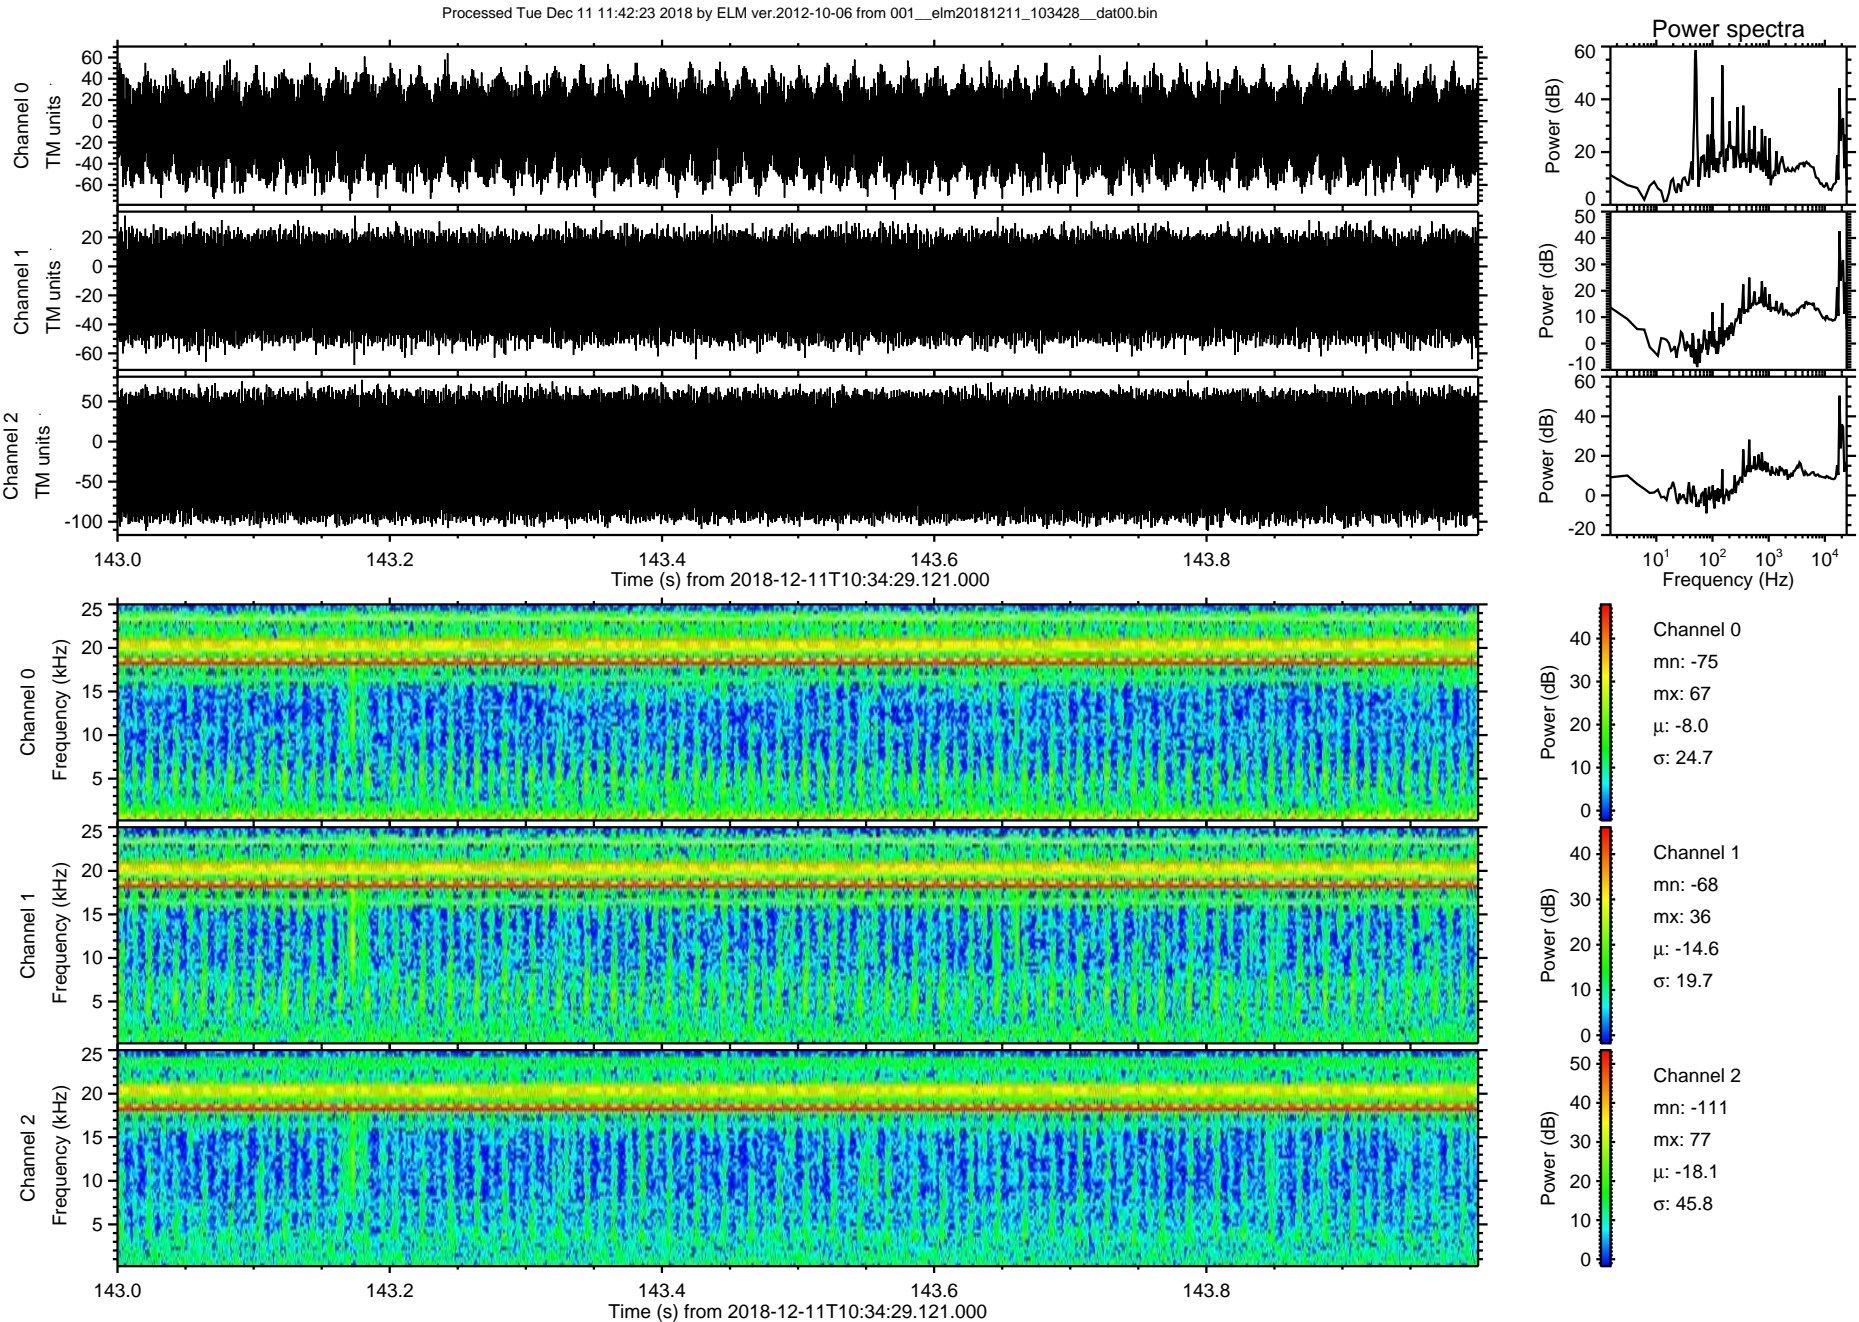 Processed Tue Dec 11 11:42:23 2018 by ELM ver.2012-10-06 from 001__elm20181211_103428__dat00.bin
Power spectra
Channel 0
TM units
60
40
20
0
-20
-40
-60
Power (dB)
60
40
20
0
Channel 1
TM units
20
0
-20
-40
-60
Power (dB)
50
40
30
20
10
0
-10
Channel 2
TM units
50
0
-50
-100
Power (dB)
60
40
20
0
-20
143.0 143.2 143.4 143.6 143.8
Time (s) from 2018-12-11T10:34:29.121.000
10^1 10^2 10^3 10^4
Frequency (Hz)
Channel 0
Frequency (kHz)
25
20
15
10
5
Power (dB)
40
30
20
10
0
Channel 0
mn: -75
mx: 67
μ: -8.0
σ: 24.7
Channel 1
Frequency (kHz)
25
20
15
10
5
Power (dB)
40
30
20
10
0
Channel 1
mn: -68
mx: 36
μ: -14.6
σ: 19.7
Channel 2
Frequency (kHz)
25
20
15
10
5
Power (dB)
50
40
30
20
10
0
Channel 2
mn: -111
mx: 77
μ: -18.1
σ: 45.8
143.0 143.2 143.4 143.6 143.8
Time (s) from 2018-12-11T10:34:29.121.000